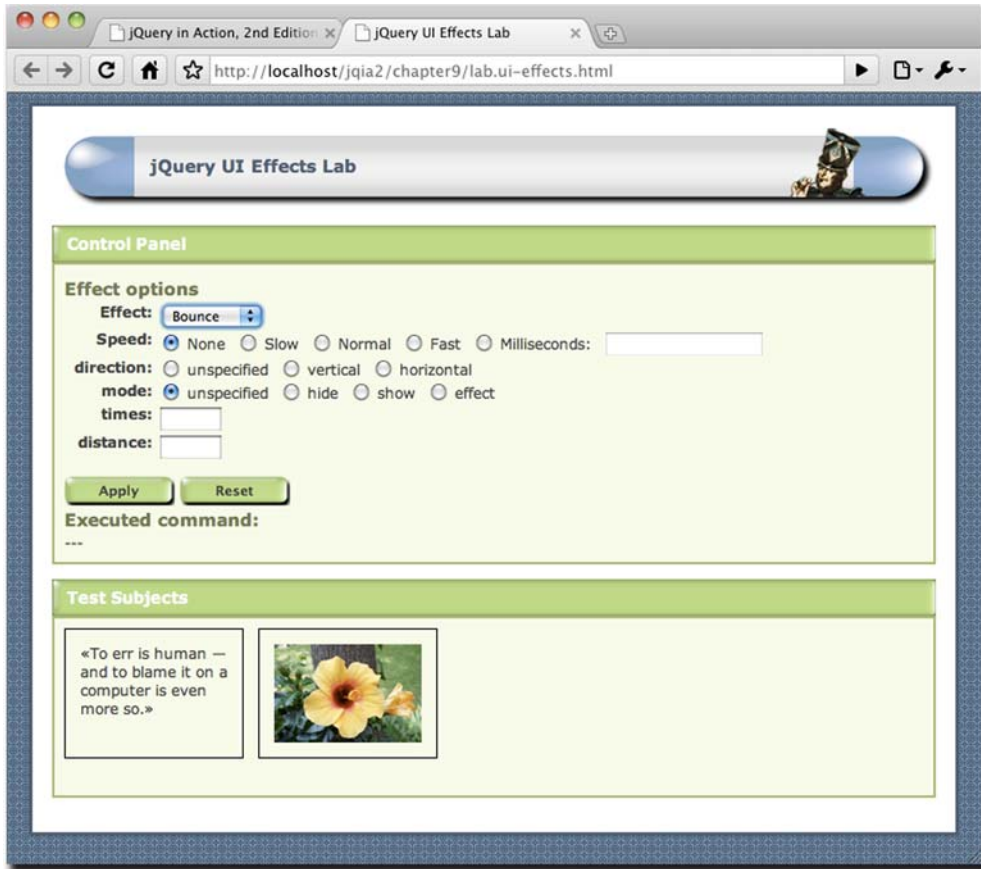 jQuery in Action, 2nd Edition
jQuery UI Effects Lab
http://localhost/jqia2/chapter9/lab.ui-effects.html
jQuery UI Effects Lab
Control Panel
Effect options
Effect: Bounce
Speed: None Slow Normal Fast Milliseconds:
direction: unspecified vertical horizontal
mode: unspecified hide show effect
times:
distance:
Apply Reset
Executed command:
---
Test Subjects
«To err is human —
and to blame it on a
computer is even
more so.»